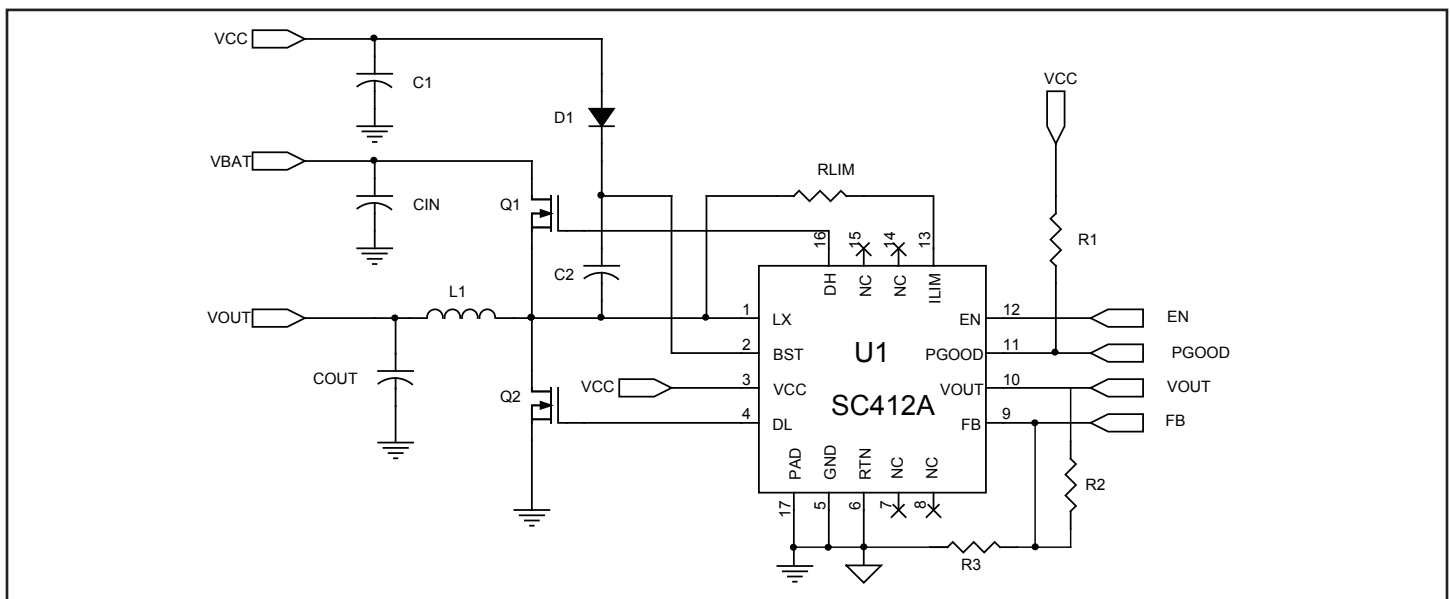 VCC
C1
VCC
D1
VBAT
RLIM
CIN
Q1
R1
16
15
14
13
C2
DH
NC
NC
ILIM
L1
VOUT
1
LX
EN
12
EN
2
BST
U1
PGOOD
11
PGOOD
COUT
VCC
3
VCC
VOUT
10
VOUT
Q2
SC412A
4
DL
FB
9
FB
PAD
GND
RTN
NC
NC
R2
17
5
6
7
8
R3